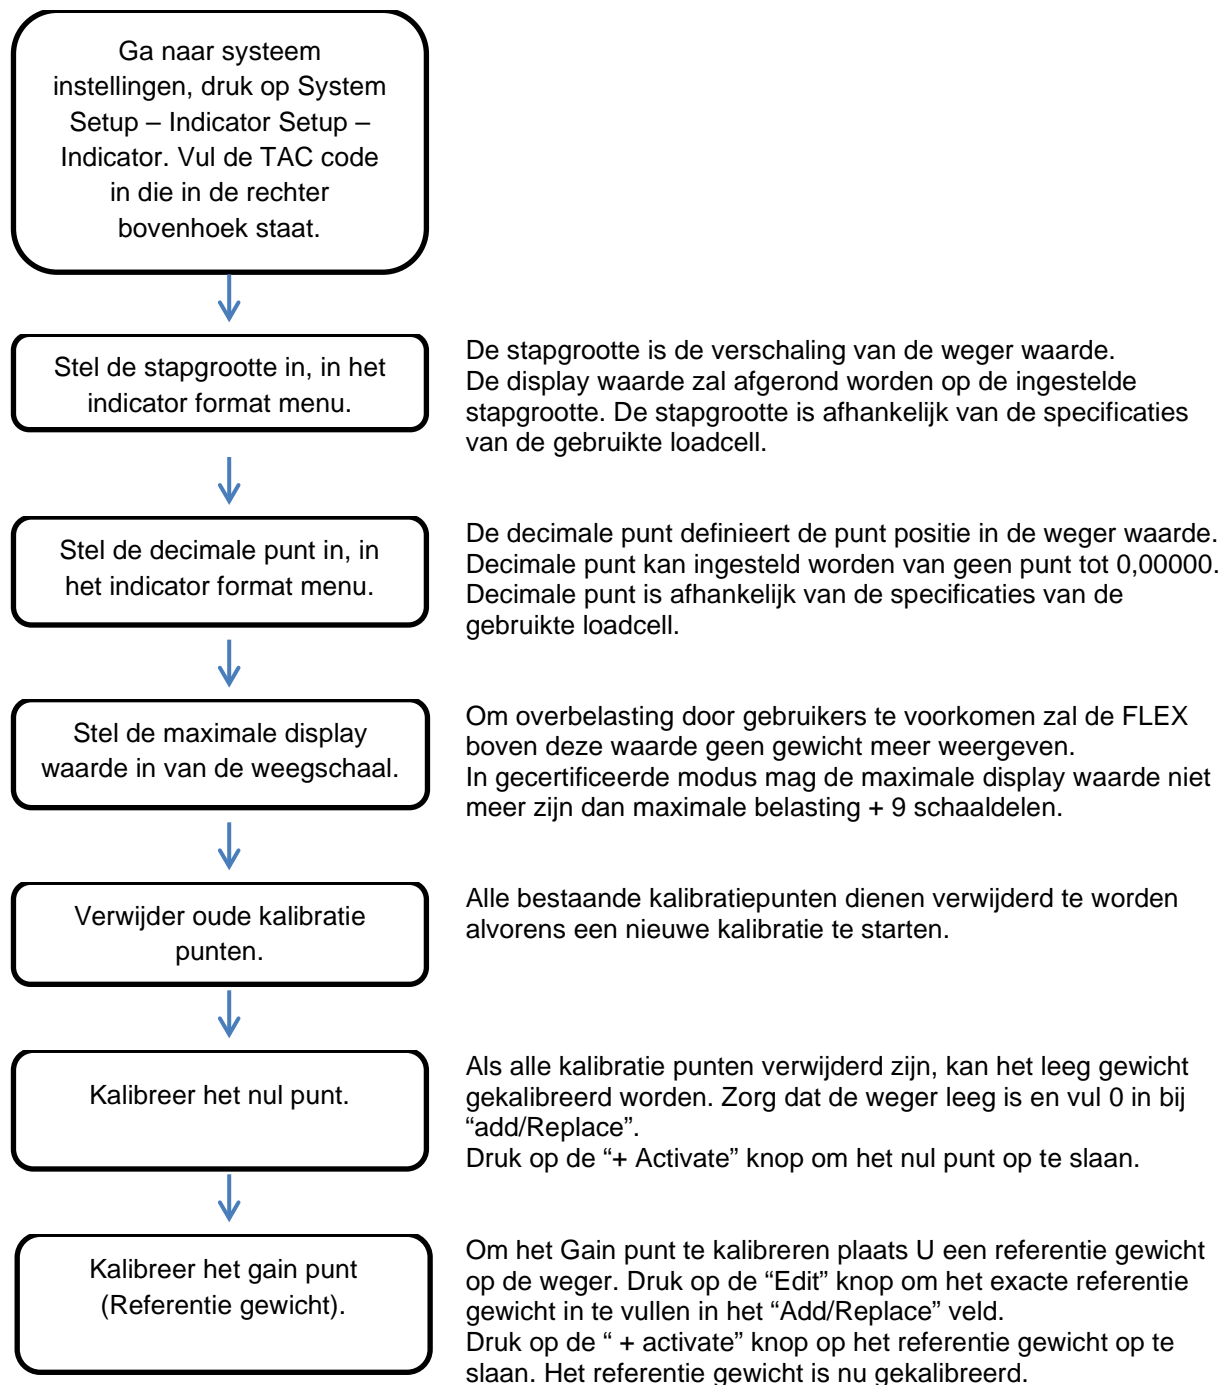 Ga naar systeem
instellingen, druk op System
Setup – Indicator Setup –
Indicator. Vul de TAC code
in die in de rechter
bovenhoek staat.
Stel de stapgrootte in, in het
indicator format menu.
De stapgrootte is de verschaling van de weger waarde.
De display waarde zal afgerond worden op de ingestelde
stapgrootte. De stapgrootte is afhankelijk van de specificaties
van de gebruikte loadcell.
Stel de decimale punt in, in
het indicator format menu.
De decimale punt definieert de punt positie in de weger waarde.
Decimale punt kan ingesteld worden van geen punt tot 0,00000.
Decimale punt is afhankelijk van de specificaties van de
gebruikte loadcell.
Stel de maximale display
waarde in van de weegschaal.
Om overbelasting door gebruikers te voorkomen zal de FLEX
boven deze waarde geen gewicht meer weergeven.
In gecertificeerde modus mag de maximale display waarde niet
meer zijn dan maximale belasting + 9 schaaldelen.
Verwijder oude kalibratie
punten.
Alle bestaande kalibratiepunten dienen verwijderd te worden
alvorens een nieuwe kalibratie te starten.
Kalibreer het nul punt.
Als alle kalibratie punten verwijderd zijn, kan het leeg gewicht
gekalibreerd worden. Zorg dat de weger leeg is en vul 0 in bij
“add/Replace”.
Druk op de “+ Activate” knop om het nul punt op te slaan.
Kalibreer het gain punt
(Referentie gewicht).
Om het Gain punt te kalibreren plaats U een referentie gewicht
op de weger. Druk op de “Edit” knop om het exacte referentie
gewicht in te vullen in het “Add/Replace” veld.
Druk op de “ + activate” knop op het referentie gewicht op te
slaan. Het referentie gewicht is nu gekalibreerd.